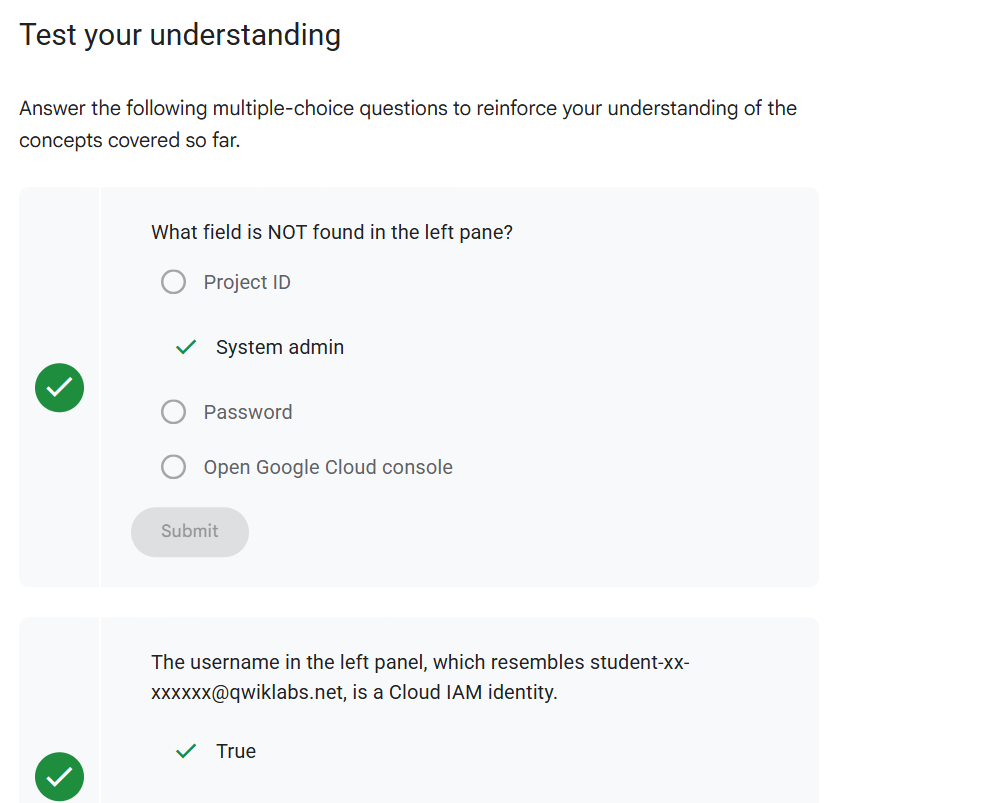 Test your understanding
Answer the following multiple-choice questions to reinforce your understanding of the
concepts covered so far.
What field is NOT found in the left pane?
Project ID
System admin
Password
Open Google Cloud console
Submit
The username in the left panel, which resembles student-xx-
xxxxxx@qwiklabs.net, is a Cloud IAM identity.
True